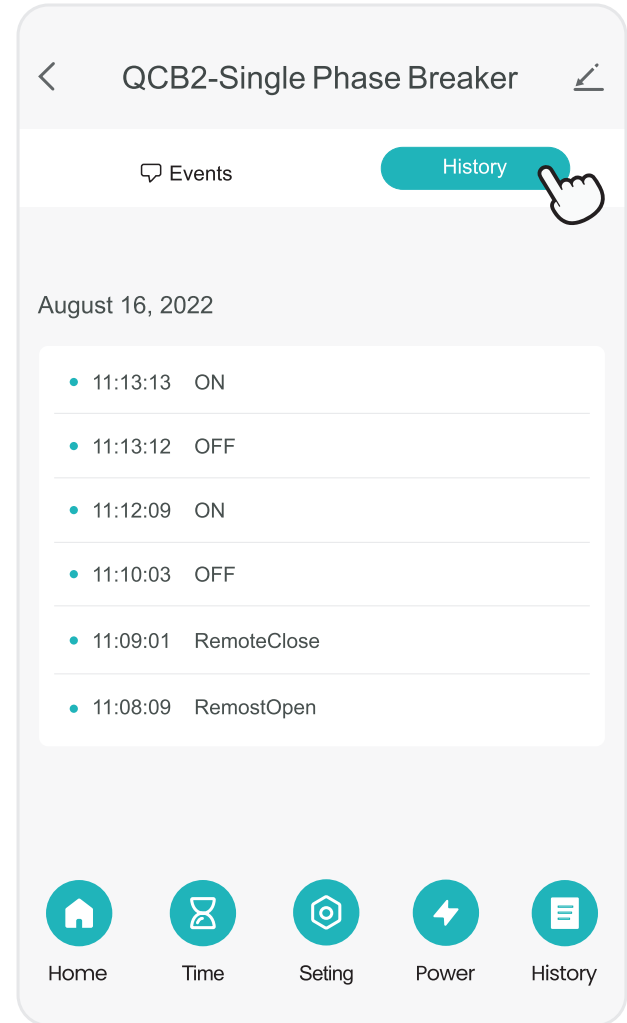 QCB2-Single Phase Breaker
Events History
August 16, 2022
11:13:13 ON
11:13:12 OFF
11:12:09 ON
11:10:03 OFF
11:09:01 RemoteClose
11:08:09 RemostOpen
Home Time Seting Power History